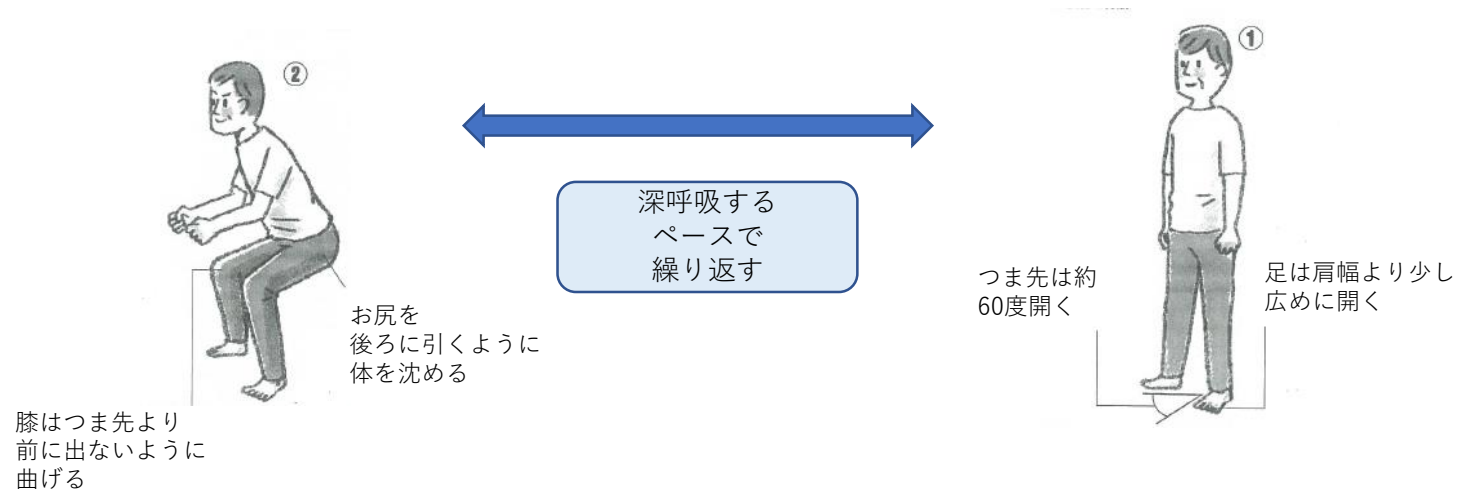 ②
①
深呼吸する
ペースで
繰り返す
つま先は約
60度開く
足は肩幅より少し
広めに開く
お尻を
後ろに引くように
体を沈める
膝はつま先より
前に出ないように
曲げる